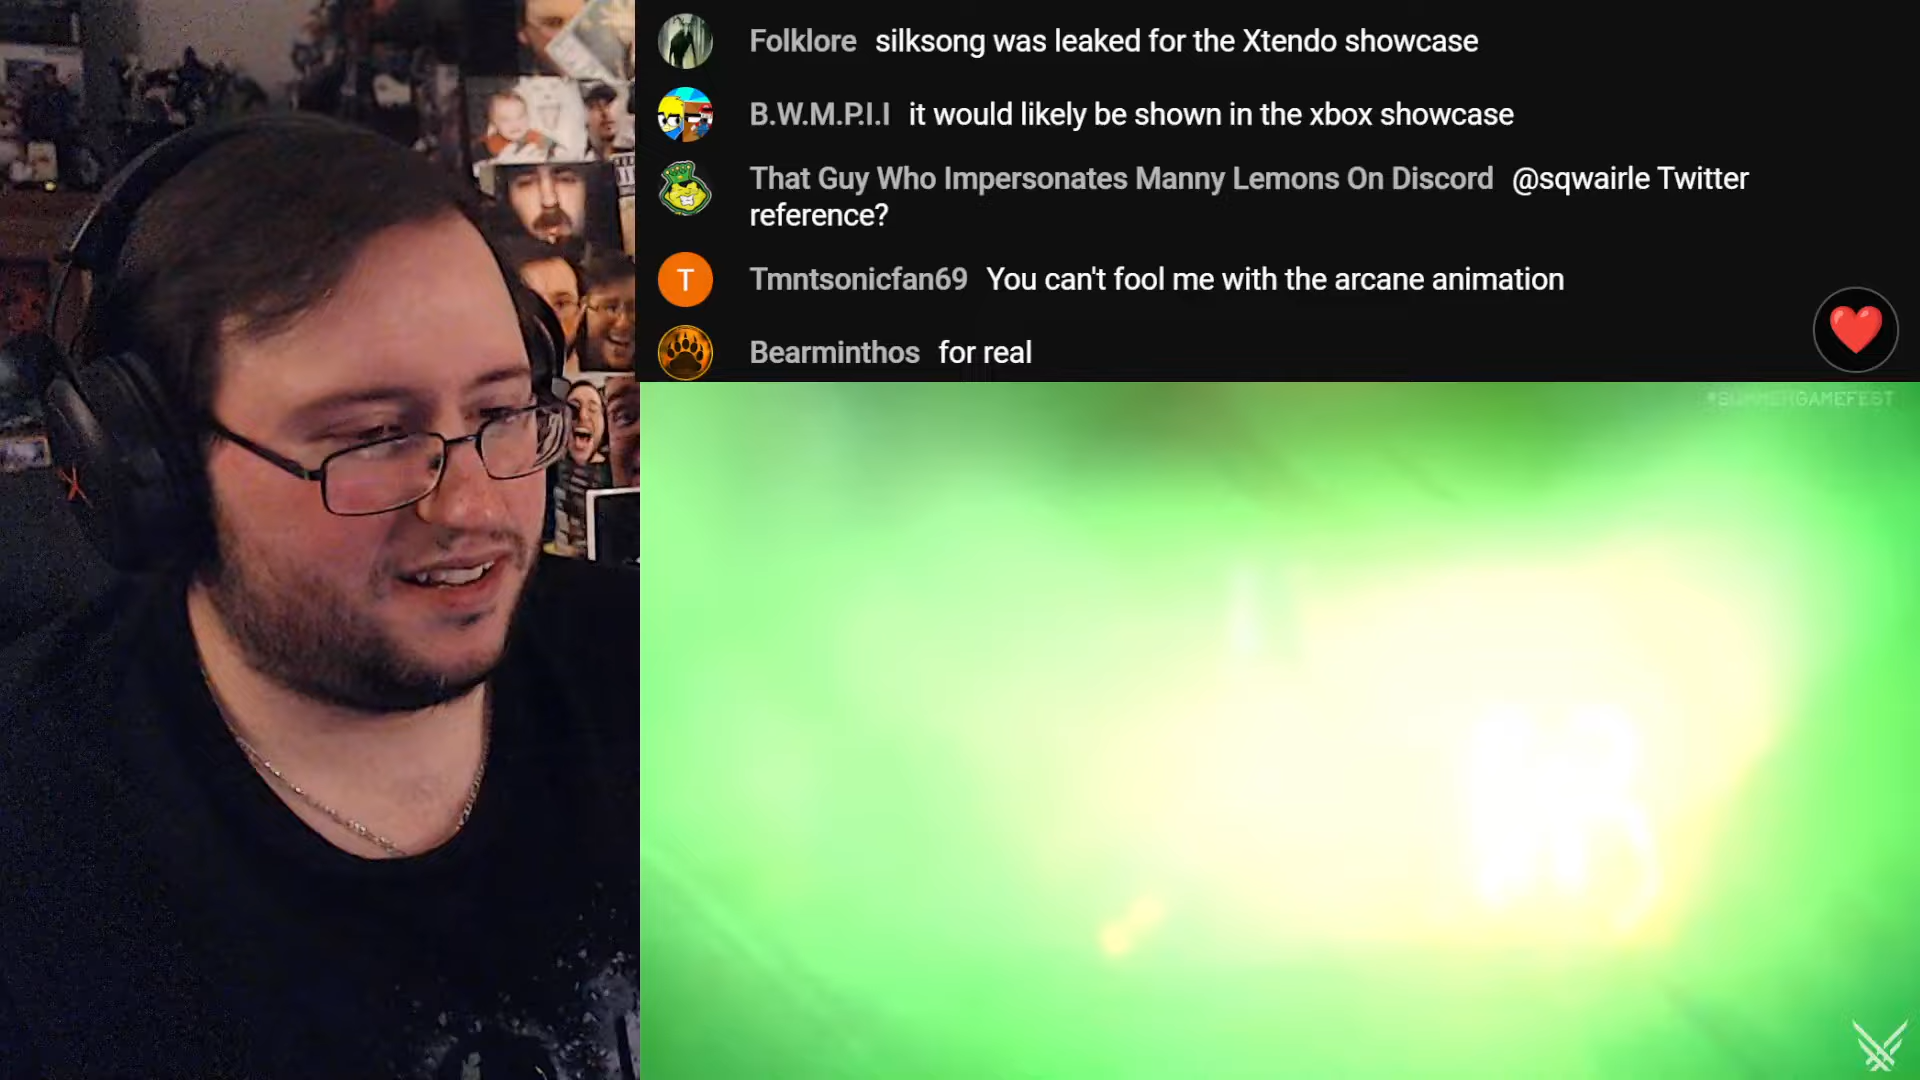 Folklore silksong was leaked for the Xtendo showcase
B.W.M.P.I.I it would likely be shown in the xbox showcase
That Guy Who Impersonates Manny Lemons On Discord @sqwairle Twitter
reference?
T Tmntsonicfan69 You can't fool me with the arcane animation
Bearminthos for real
#SUMMERGAMEFEST